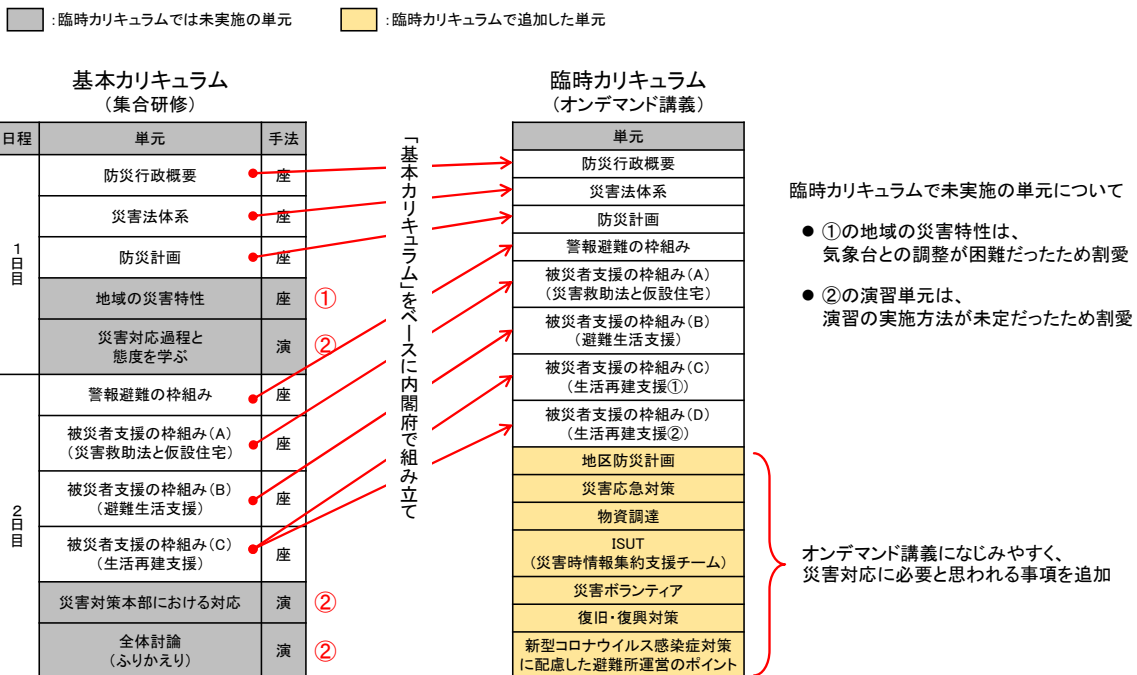 :臨時カリキュラムでは未実施の単元
:臨時カリキュラムで追加した単元
基本カリキュラム
(集合研修)
日程 単元 手法
1日目
防災行政概要 座
災害法体系 座
防災計画 座
地域の災害特性 座 ①
災害対応過程と
態度を学ぶ 演 ②
2日目
警報避難の枠組み 座
被災者支援の枠組み(A)
(災害救助法と仮設住宅) 座
被災者支援の枠組み(B)
(避難生活支援) 座
被災者支援の枠組み(C)
(生活再建支援) 座
災害対策本部における対応 演 ②
全体討論
(ふりかえり) 演 ②
「基本カリキュラム」をベースに内閣府で組み立て
臨時カリキュラム
(オンデマンド講義)
単元
防災行政概要
災害法体系
防災計画
警報避難の枠組み
被災者支援の枠組み(A)
(災害救助法と仮設住宅)
被災者支援の枠組み(B)
(避難生活支援)
被災者支援の枠組み(C)
(生活再建支援①)
被災者支援の枠組み(D)
(生活再建支援②)
地区防災計画
災害応急対策
物資調達
ISUT
(災害時情報集約支援チーム)
災害ボランティア
復旧・復興対策
新型コロナウイルス感染症対策
に配慮した避難所運営のポイント
臨時カリキュラムで未実施の単元について
● ①の地域の災害特性は、
気象台との調整が困難だったため割愛
● ②の演習単元は、
演習の実施方法が未定だったため割愛
オンデマンド講義になじみやすく、
災害対応に必要と思われる事項を追加